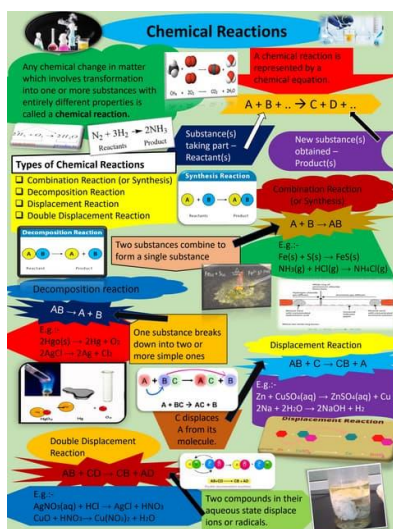 Chemical Reactions
Any chemical change in matter
which involves transformation
into one or more substances with
entirely different properties is
called a chemical reaction.
A chemical reaction is
represented by a
chemical equation.
A + B + .. → C + D + ..
N₂ + 3H₂ → 2NH₃
Reactants Product
Substance(s)
taking part –
Reactant(s)
New substance(s)
obtained –
Product(s)
Types of Chemical Reactions
Combination Reaction (or Synthesis)
Decomposition Reaction
Displacement Reaction
Double Displacement Reaction
Synthesis Reaction
A + B → A B
Reactants Product
Combination Reaction
(or Synthesis)
A + B → AB
Decomposition Reaction
A B → A + B
Reactant Product
Two substances combine to
form a single substance
E.g.:-
Fe(s) + S(s) → FeS(s)
NH₃(g) + HCl(g) → NH₄Cl(g)
Decomposition reaction
AB → A + B
E.g.:-
2Hgo(s) → 2Hg + O₂
2AgCl → 2Ag + Cl₂
One substance breaks
down into two or
more simple ones
Displacement Reaction
AB + C → CB + A
A + B C → A C + B
A + BC → AC + B
C displaces
A from its
molecule.
E.g.:-
Zn + CuSO₄(aq) → ZnSO₄(aq) + Cu
2Na + 2H₂O → 2NaOH + H₂
Displacement Reaction
Double Displacement
Reaction
AB + CD → CB + AD
E.g.:-
AgNO₃(aq) + HCl → AgCl + HNO₃
CuO + HNO₃ → Cu(NO₃)₂ + H₂O
Two compounds in their
aqueous state displace
ions or radicals.